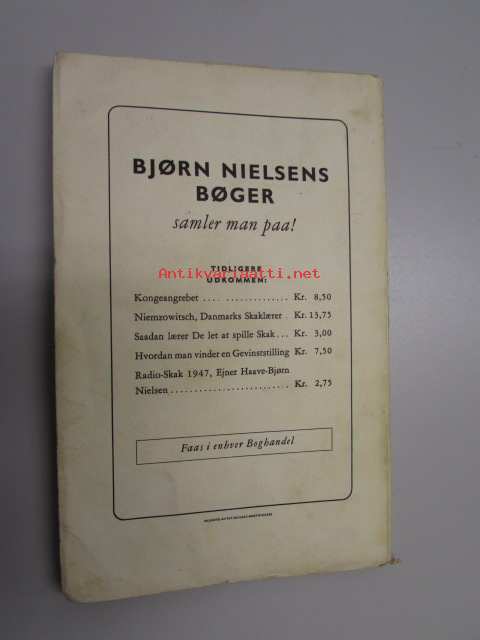 BJØRN NIELSENS
BØGER
samler man paa!
TIDLIGERE
Antikvariaatti.net
UDKOMMEN:
Kongeangrebet .... .............. Kr. 8,50
Niemzowitsch, Danmarks Skaklærer Kr. 13,75
Saadan lærer De let at spille Skak... Kr. 3,00
Hvordan man vinder en Gevinststilling Kr. 7,50
Radio-Skak 1947, Ejner Haave-Bjørn
Nielsen ......................... Kr. 2,75
Faas i enhver Boghandel